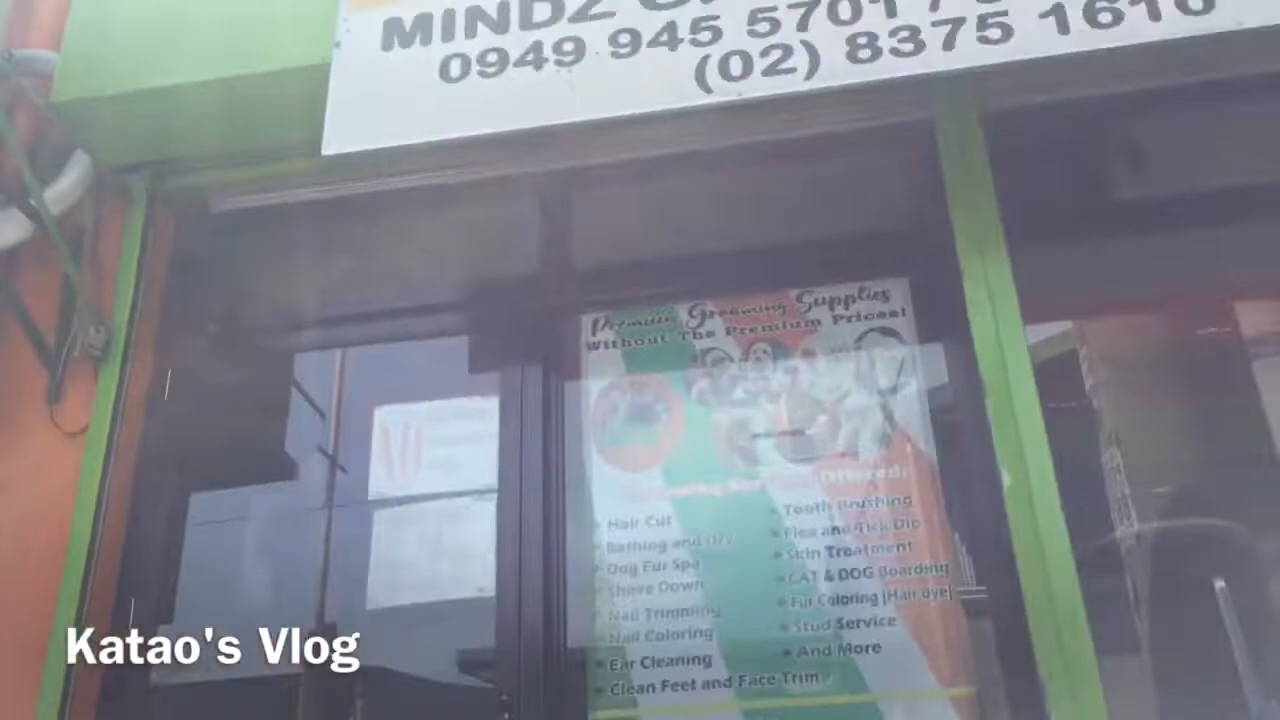 MINDZ
0949 945 5701 /
(02) 8375 1610
Premium Grooming Supplies
Without The Premium Prices!
Offered:
Hair Cut
Bathing and Dry
Dog Fur Spa
Shave Down
Nail Trimming
Nail Coloring
Ear Cleaning
Clean Feet and Face Trim
Tooth Brushing
Flea and Tick Dip
Skin Treatment
CAT & DOG Boarding
Fur Coloring (Hair dye)
Stud Service
And More
Katao's Vlog